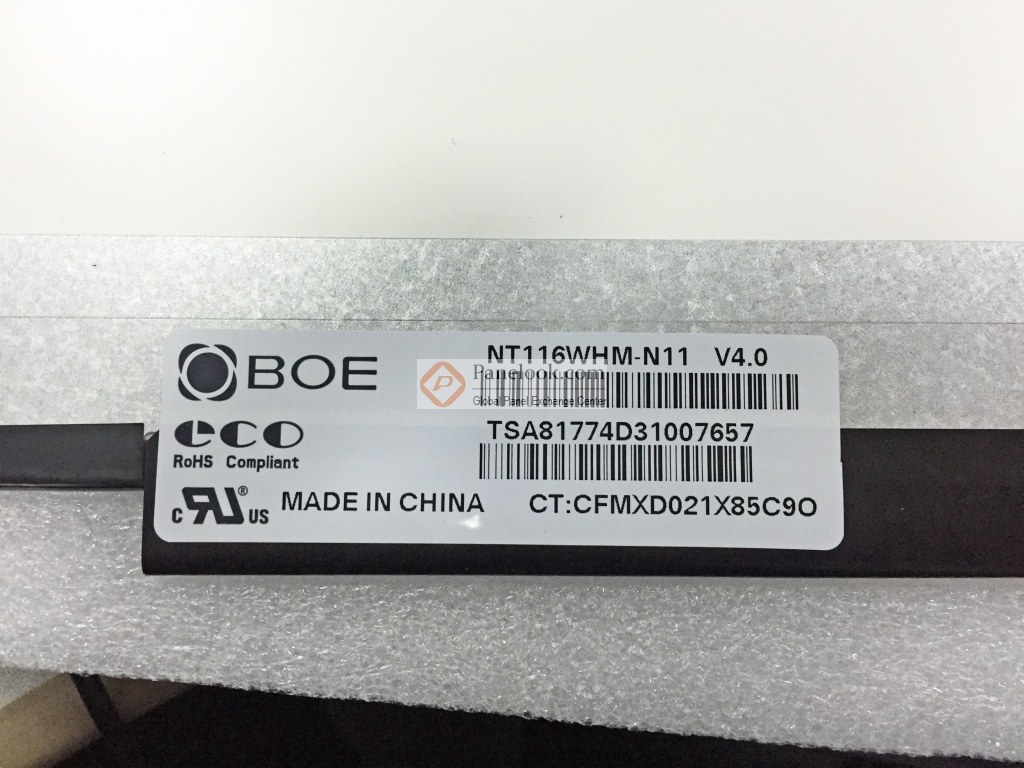 BOE
NT116WHM-N11 V4.0
Panelook.com
Global Panel Exchange Center
eco
TSA81774D31007657
RoHS Compliant
c RU ® US MADE IN CHINA CT:CFMXD021X85C9O